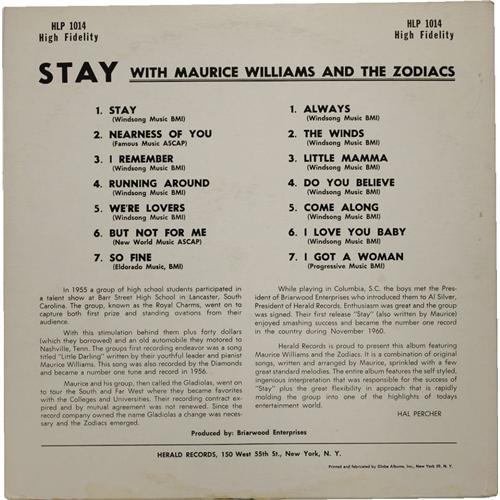 HLP 1014
High Fidelity
HLP 1014
High Fidelity
STAY WITH MAURICE WILLIAMS AND THE ZODIACS
1. STAY
(Windsong Music BMI)
2. NEARNESS OF YOU
(Famous Music ASCAP)
3. I REMEMBER
(Windsong Music BMI)
4. RUNNING AROUND
(Windsong Music BMI)
5. WE'RE LOVERS
(Windsong Music BMI)
6. BUT NOT FOR ME
(New World Music ASCAP)
7. SO FINE
(Eldorado Music, BMI)
1. ALWAYS
(Windsong Music BMI)
2. THE WINDS
(Windsong Music BMI)
3. LITTLE MAMMA
(Windsong Music BMI)
4. DO YOU BELIEVE
(Windsong Music BMI)
5. COME ALONG
(Windsong Music BMI)
6. I LOVE YOU BABY
(Windsong Music BMI)
7. I GOT A WOMAN
(Progressive Music BMI)
In 1955 a group of high school students participated in
a talent show at Barr Street High School in Lancaster, South
Carolina. The group, known as the Royal Charms, went on to
capture both first prize and standing ovations from their
audience.
With this stimulation behind them plus forty dollars
(which they borrowed) and an old automobile they motored to
Nashville, Tenn. The groups first recording endeavor was a song
titled "Little Darling" written by their youthful leader and pianist
Maurice Williams. This song was also recorded by the Diamonds
and became a number one tune and record in 1956.
Maurice and his group, then called the Gladiolas, went on
to tour the South and Far West where they became favorites
with the Colleges and Universities. Their recording contract ex-
pired and by mutual agreement was not renewed. Since the
record company owned the name Gladiolas a change was neces-
sary and the Zodiacs emerged.
While playing in Columbia, S.C. the boys met the Pres-
ident of Briarwood Enterprises who introduced them to Al Silver,
President of Herald Records. Enthusiasm was great and the group
was signed. Their first release "Stay" (also written by Maurice)
enjoyed smashing success and became the number one record
in the country during November 1960.
Herald Records is proud to present this album featuring
Maurice Williams and the Zodiacs. It is a combination of original
songs, written and arranged by Maurice, sprinkled with a few
great standard melodies. The entire album features the self styled,
ingenious interpretation that was responsible for the success of
"Stay" plus the great flexibility in approach that is rapidly
molding the group into one of the highlights of todays
entertainment world.
HAL PERCHER
Produced by: Briarwood Enterprises
HERALD RECORDS, 150 West 55th St., New York, N. Y.
Printed and fabricated by Globe Albums, Inc., New York 59, N. Y.